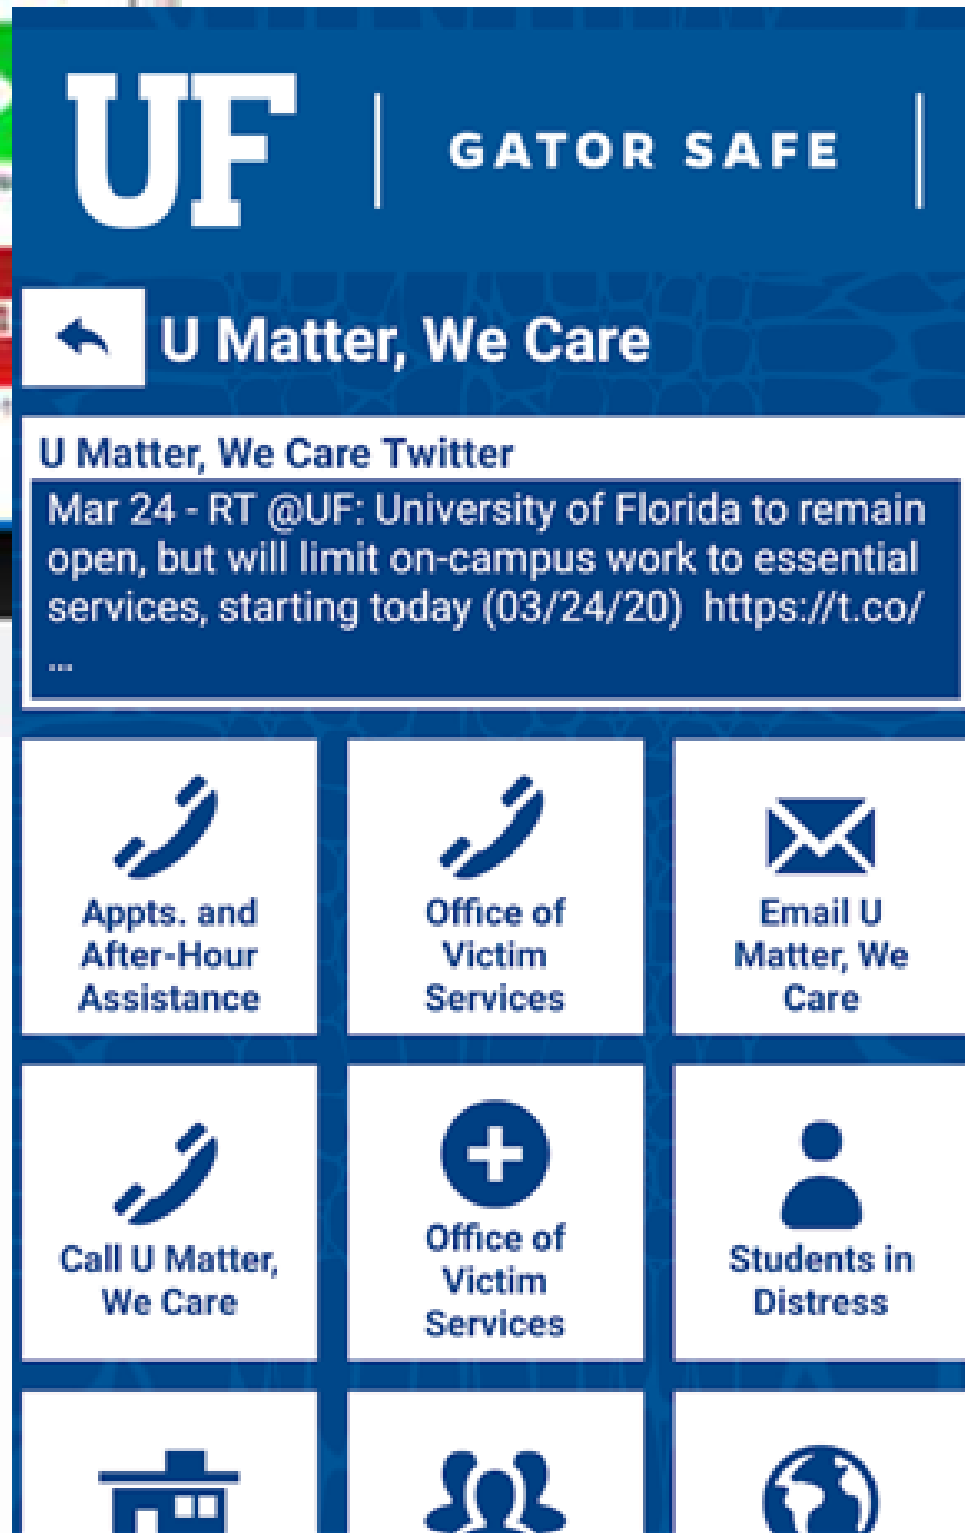 UF | GATOR SAFE |
U Matter, We Care
U Matter, We Care Twitter
Mar 24 - RT @UF: University of Florida to remain
open, but will limit on-campus work to essential
services, starting today (03/24/20) https://t.co/
...
Appts. and
After-Hour
Assistance
Office of
Victim
Services
Email U
Matter, We
Care
Call U Matter,
We Care
Office of
Victim
Services
Students in
Distress